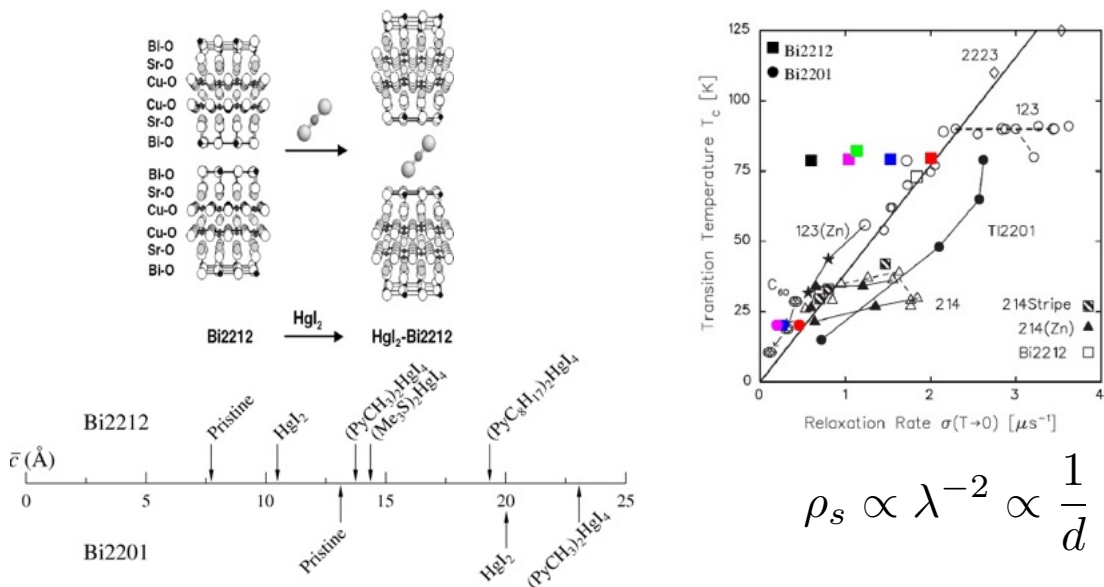 Bi-O
Sr-O
Cu-O
Cu-O
Sr-O
Bi-O
Bi-O
Sr-O
Cu-O
Cu-O
Sr-O
Bi-O
HgI₂
Bi2212
HgI₂-Bi2212
Bi2212
Pristine
HgI₂
(PyCH₃)₂HgI₄
(Me₃S)₂HgI₄
(PyC₈H₁₇)₂HgI₄
c̄ (Å)
0 5 10 15 20 25
Bi2201
Pristine
HgI₂
(PyCH₃)₂HgI₄
Transition Temperature T_c [K]
125
100
75
50
25
0
Bi2212
Bi2201
2223
123
123(Zn)
Tl2201
C₆₀
214
214Stripe
214(Zn)
Bi2212
0 1 2 3 4
Relaxation Rate σ(T→0) [μs⁻¹]
ρ_s ∝ λ⁻² ∝ 1/d